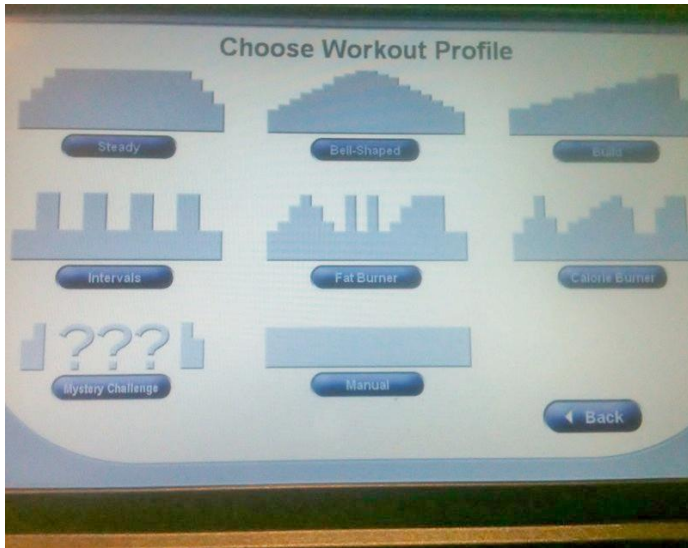 Choose Workout Profile
Steady
Bell-Shaped
Build
Intervals
Fat Burner
Calorie Burner
???
Mystery Challenge
Manual
Back